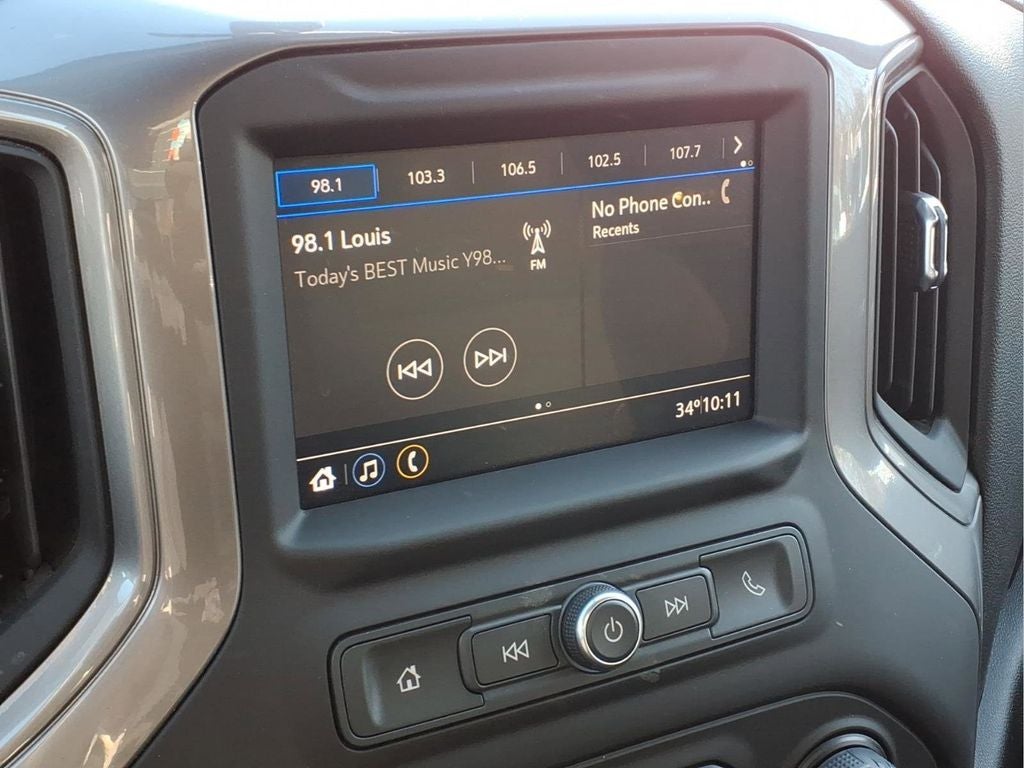 98.1 103.3 106.5 102.5 107.7
98.1 Louis
Today's BEST Music Y98...
FM
No Phone Con..
Recents
34° 10:11